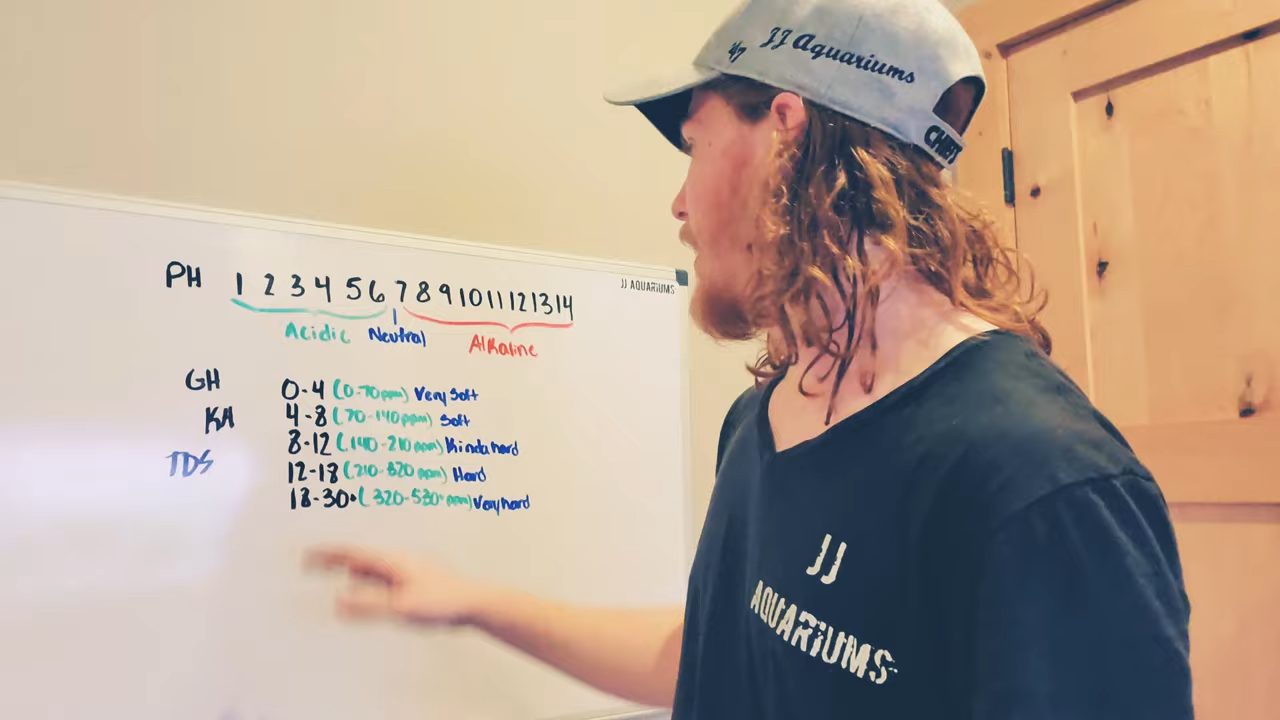 47 JJ Aquariums
CHIEFS
JJ AQUARIUMS
PH 1 2 3 4 5 6 7 8 9 10 11 12 13 14
Acidic Neutral Alkaline
GH 0-4 (0-70ppm) Very Soft
KH 4-8 (70-140ppm) Soft
8-12 (140-210ppm) Kinda hard
TDS 12-18 (210-320ppm) Hard
18-30+ (320-530+ppm) Very hard
JJ
AQUARIUMS